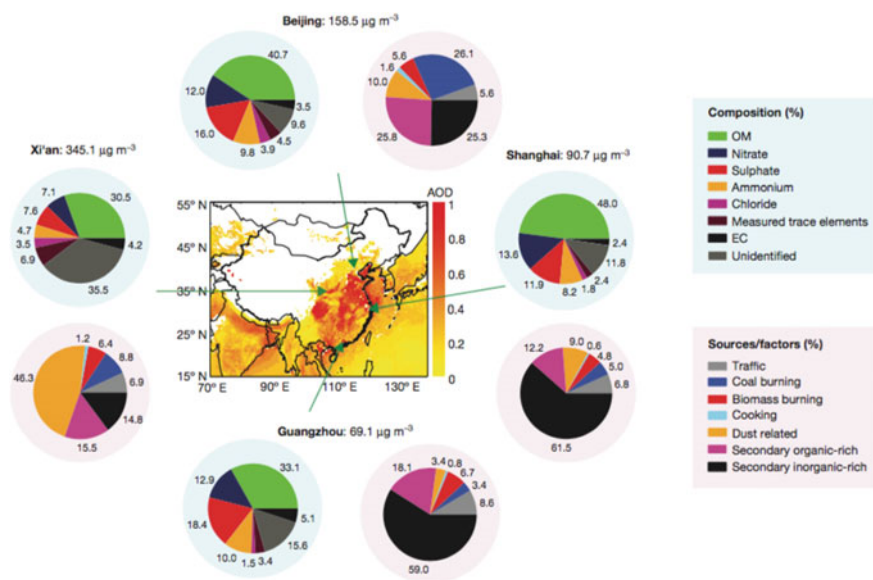 Beijing: 158.5 μg m⁻³
40.7
12.0
16.0
9.8
3.9
4.5
9.6
3.5
5.6
26.1
1.6
10.0
5.6
25.8
25.3
Xi'an: 345.1 μg m⁻³
7.1
30.5
7.6
4.7
3.5
6.9
4.2
35.5
Shanghai: 90.7 μg m⁻³
48.0
13.6
2.4
11.8
11.9
2.4
8.2
1.8
AOD
55° N
45° N
35° N
25° N
15° N
70° E
90° E
110° E
130° E
1
0.8
0.6
0.4
0.2
0
1.2
6.4
8.8
46.3
6.9
14.8
15.5
12.2
9.0
0.6
4.8
5.0
6.8
61.5
Guangzhou: 69.1 μg m⁻³
33.1
12.9
18.4
5.1
15.6
10.0
1.5
3.4
3.4
0.8
18.1
6.7
3.4
8.6
59.0
Composition (%)
OM
Nitrate
Sulphate
Ammonium
Chloride
Measured trace elements
EC
Unidentified
Sources/factors (%)
Traffic
Coal burning
Biomass burning
Cooking
Dust related
Secondary organic-rich
Secondary inorganic-rich